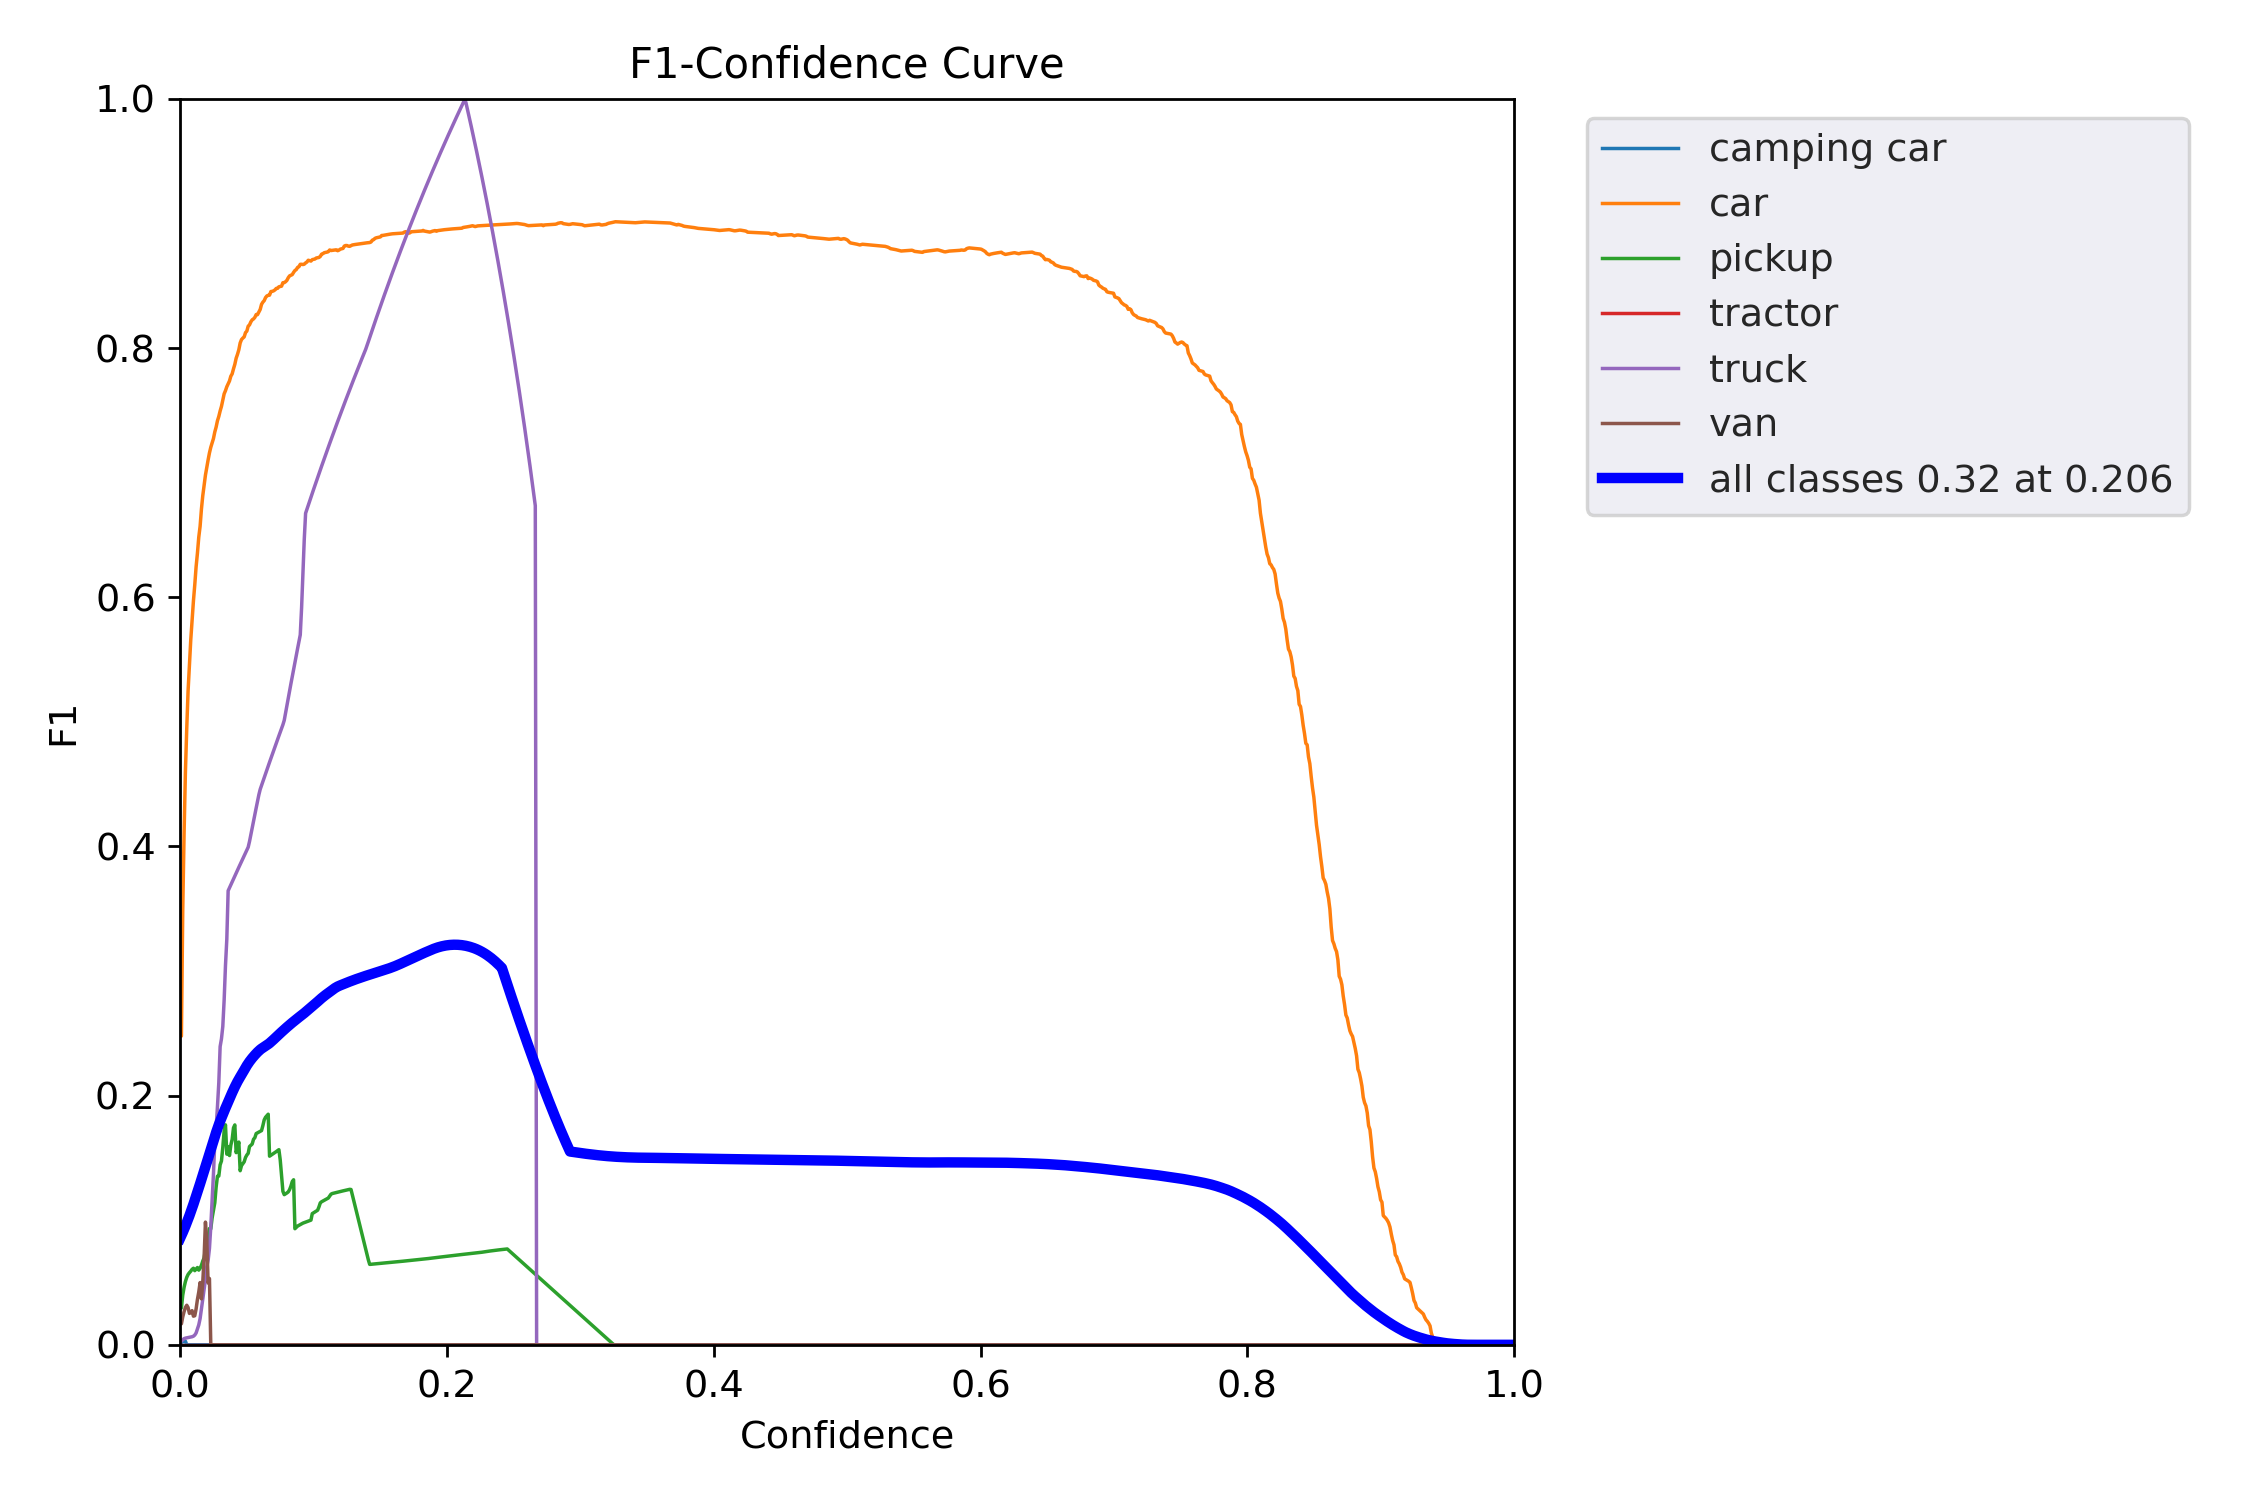 F1-Confidence Curve
1.0
0.8
0.6
0.4
0.2
0.0
F1
0.0 0.2 0.4 0.6 0.8 1.0
Confidence
camping car
car
pickup
tractor
truck
van
all classes 0.32 at 0.206